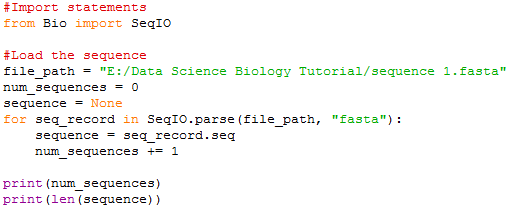 #Import statements
from Bio import SeqIO
#Load the sequence
file_path = "E:/Data Science Biology Tutorial/sequence 1.fasta"
num_sequences = 0
sequence = None
for seq_record in SeqIO.parse(file_path, "fasta"):
    sequence = seq_record.seq
    num_sequences += 1
print(num_sequences)
print(len(sequence))